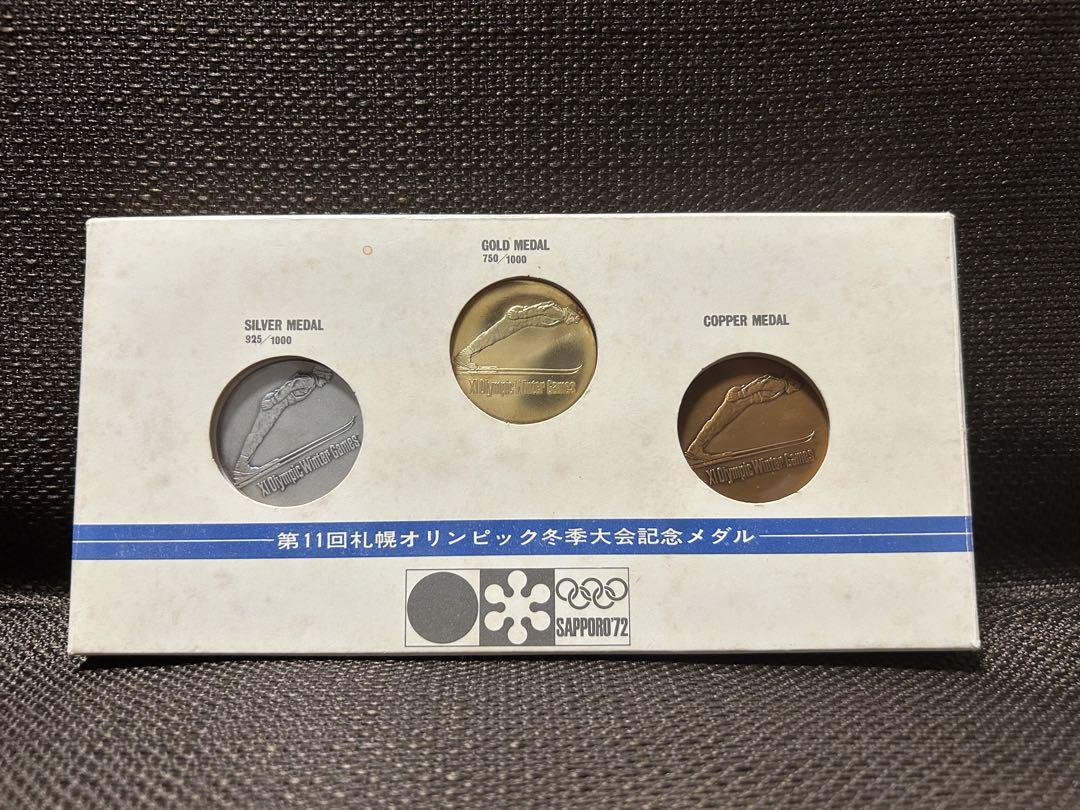 GOLD MEDAL
750/1000
SILVER MEDAL
925/1000
COPPER MEDAL
XI Olympic Winter Games
XI Olympic Winter Games
XI Olympic Winter Games
第11回札幌オリンピック冬季大会記念メダル
SAPPORO'72